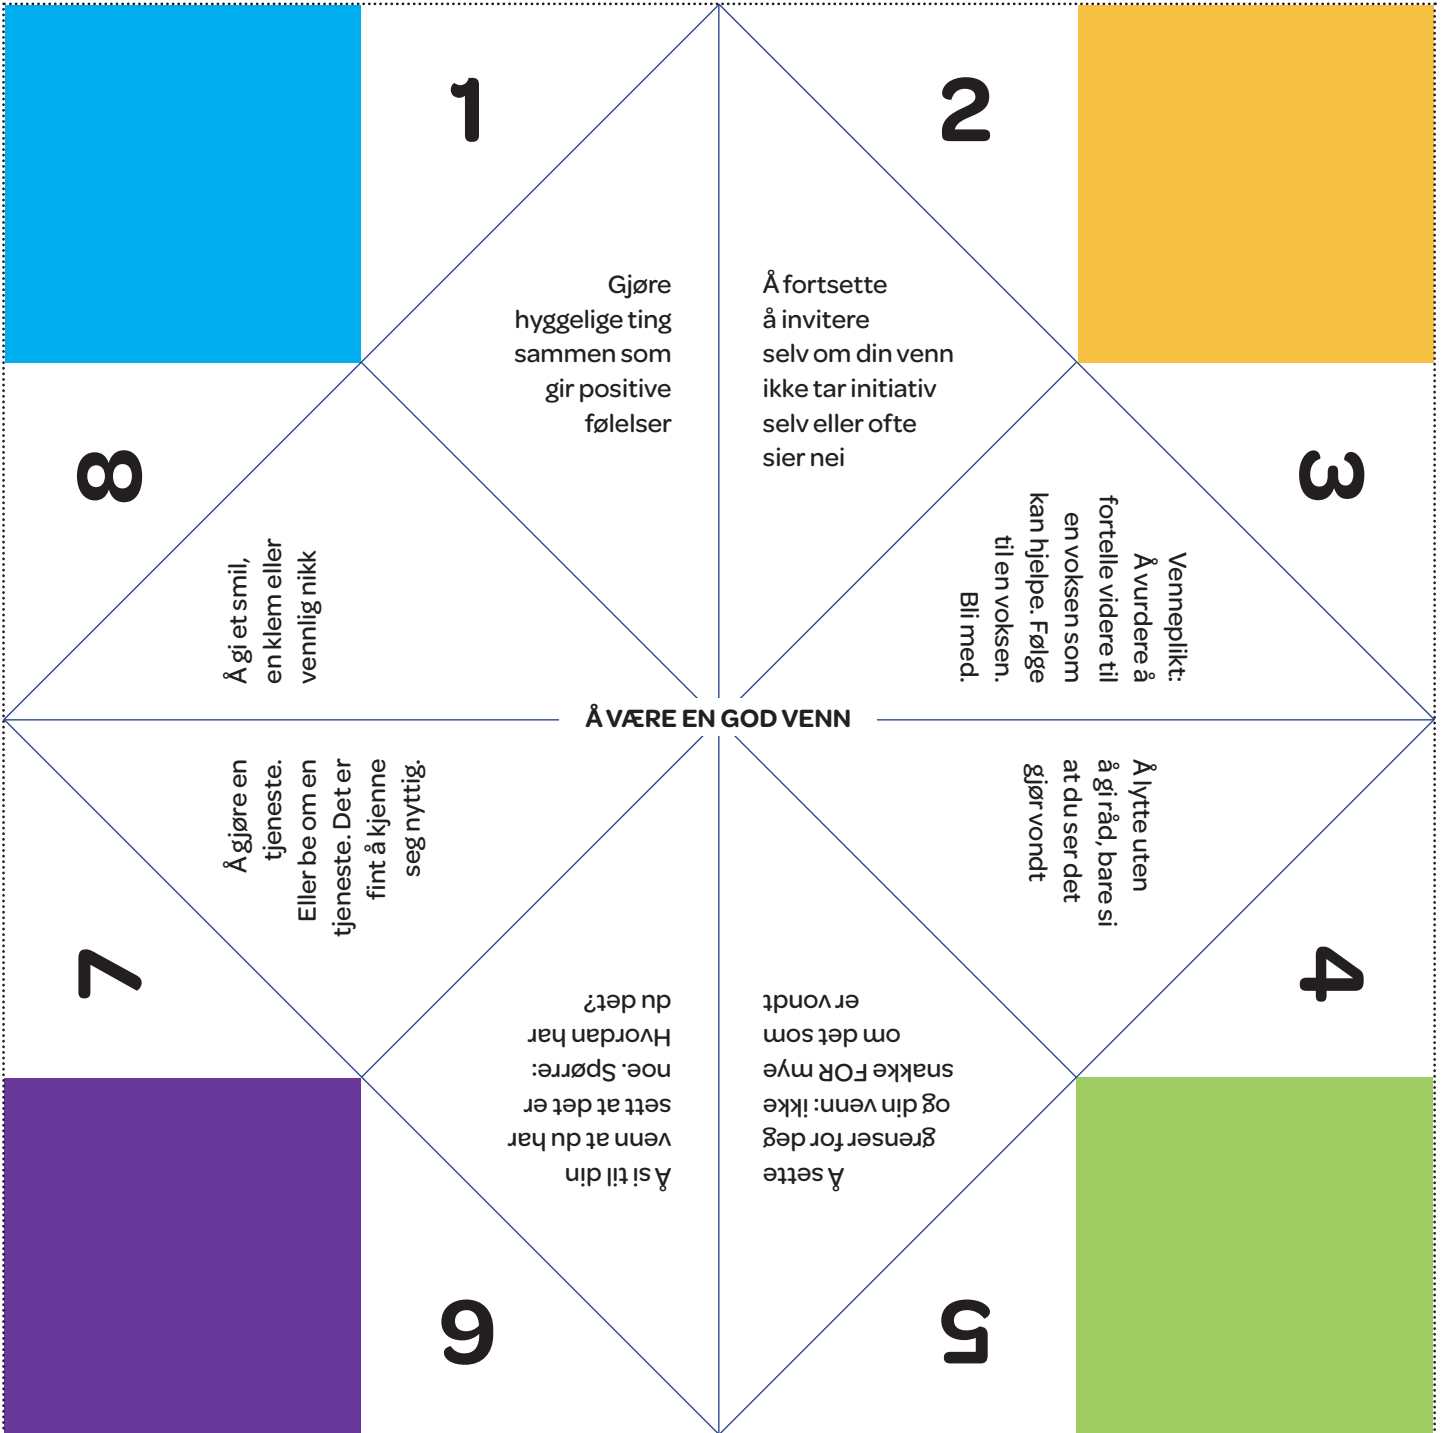 1
Gjøre
hyggelige ting
sammen som
gir positive
følelser
2
Å fortsette
å invitere
selv om din venn
ikke tar initiativ
selv eller ofte
sier nei
3
Venneplikt:
Å vurdere å
fortelle videre til
en voksen som
kan hjelpe. Følge
til en voksen.
Bli med.
4
Å lytte uten
å gi råd, bare si
at du ser det
gjør vondt
5
Å sette
grenser for deg
og din venn: ikke
snakke FOR mye
om det som
er vondt
6
Å si til din
venn at du har
sett at det er
noe. Spørre:
Hvordan har
du det?
7
Å gjøre en
tjeneste.
Eller be om en
tjeneste. Det er
fint å kjenne
seg nyttig.
8
Å gi et smil,
en klem eller
vennlig nikk
Å VÆRE EN GOD VENN